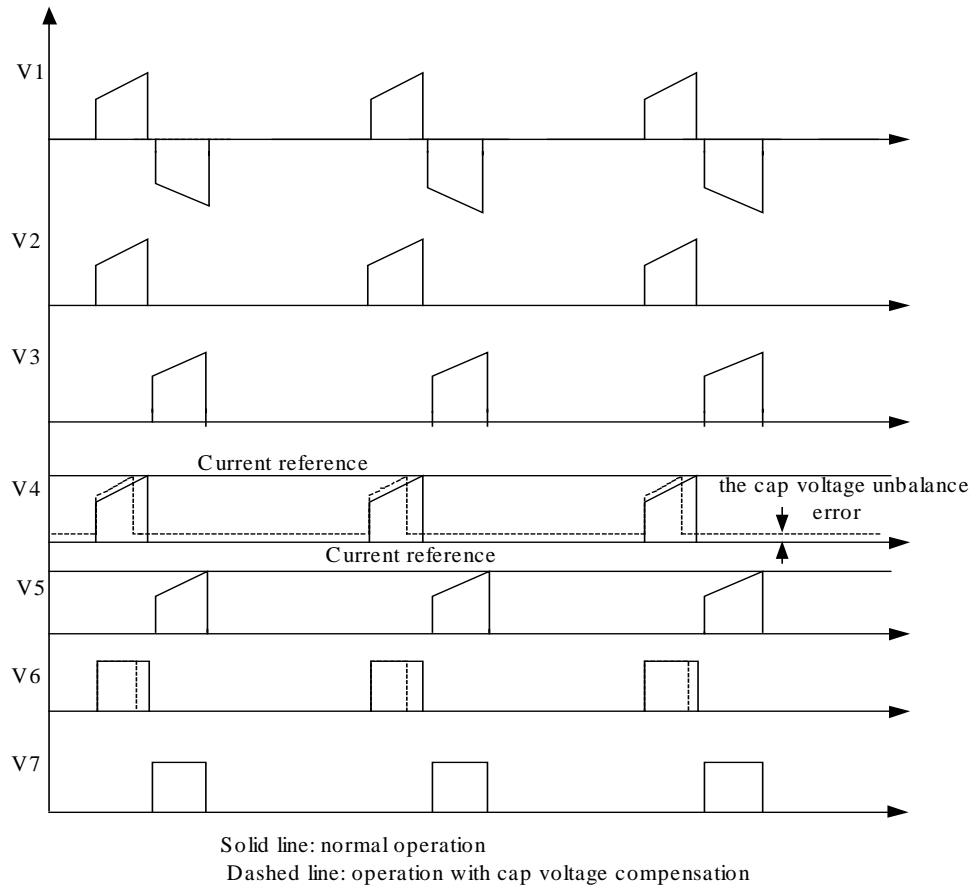 V1
V2
V3
Current reference
V4
the cap voltage unbalance
error
Current reference
V5
V6
V7
Solid line: normal operation
Dashed line: operation with cap voltage compensation